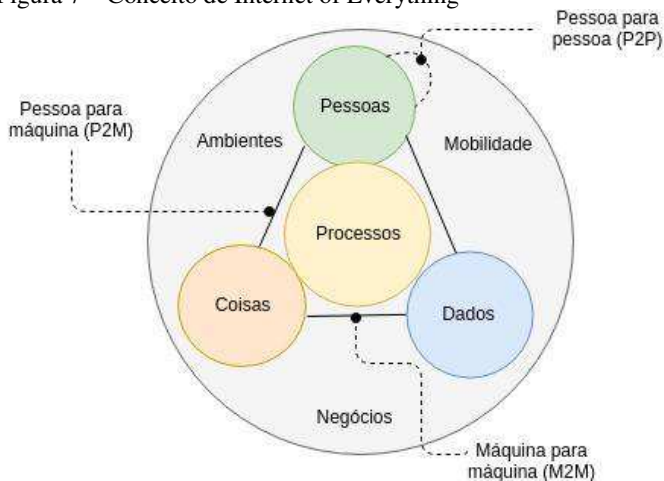 Figura 7 – Conceito de Internet of Everything
Pessoa para
pessoa (P2P)
Pessoas
Pessoa para
máquina (P2M)
Ambientes
Mobilidade
Processos
Coisas
Dados
Negócios
Máquina para
máquina (M2M)